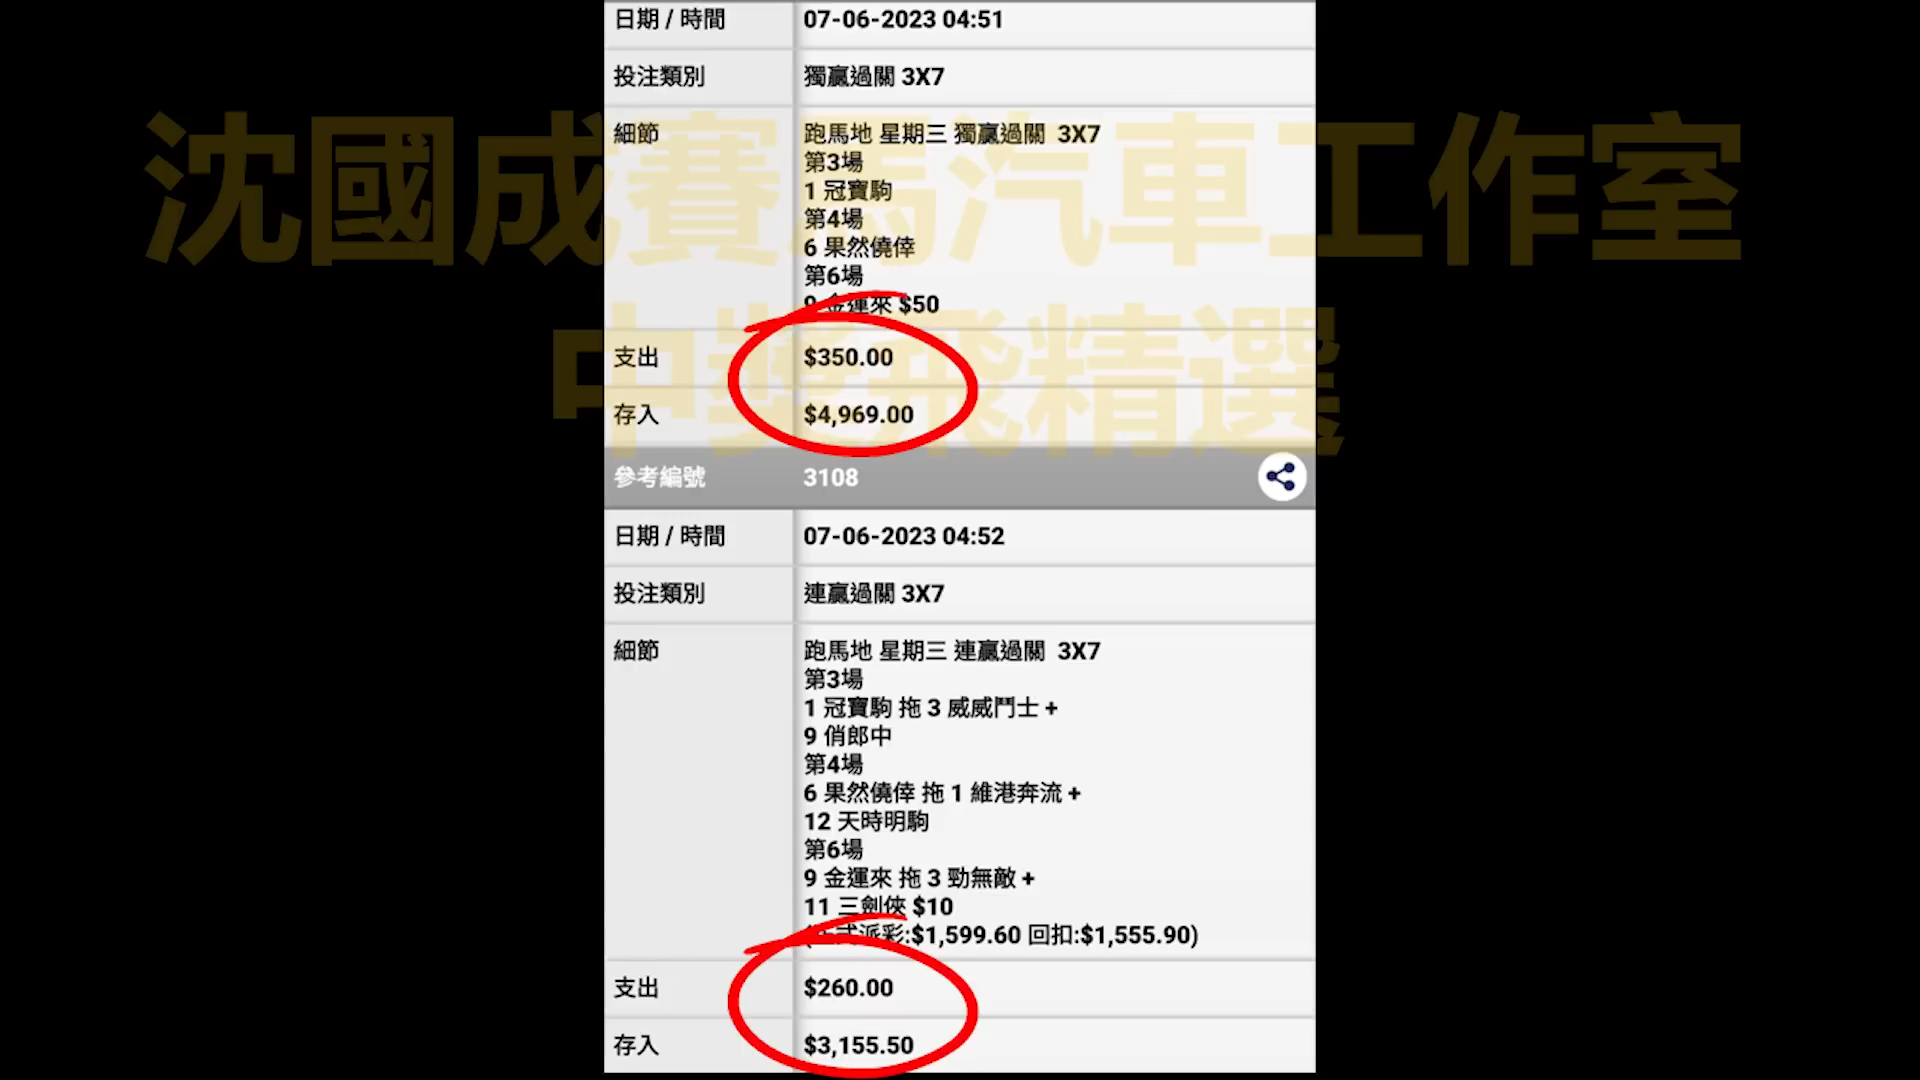 日期 / 時間 07-06-2023 04:51
投注類別 獨贏過關 3X7
細節 跑馬地 星期三 獨贏過關 3X7
第3場
1 冠寶駒
第4場
6 果然僥倖
第6場
9 金運來 $50
支出 $350.00
存入 $4,969.00
參考編號 3108
日期 / 時間 07-06-2023 04:52
投注類別 連贏過關 3X7
細節 跑馬地 星期三 連贏過關 3X7
第3場
1 冠寶駒 拖 3 威威鬥士 +
9 俏郎中
第4場
6 果然僥倖 拖 1 維港奔流 +
12 天時明駒
第6場
9 金運來 拖 3 勁無敵 +
11 三劍俠 $10
派彩:$1,599.60 回扣:$1,555.90)
支出 $260.00
存入 $3,155.50
沈國成賽馬汽車工作室
中獎飛精選